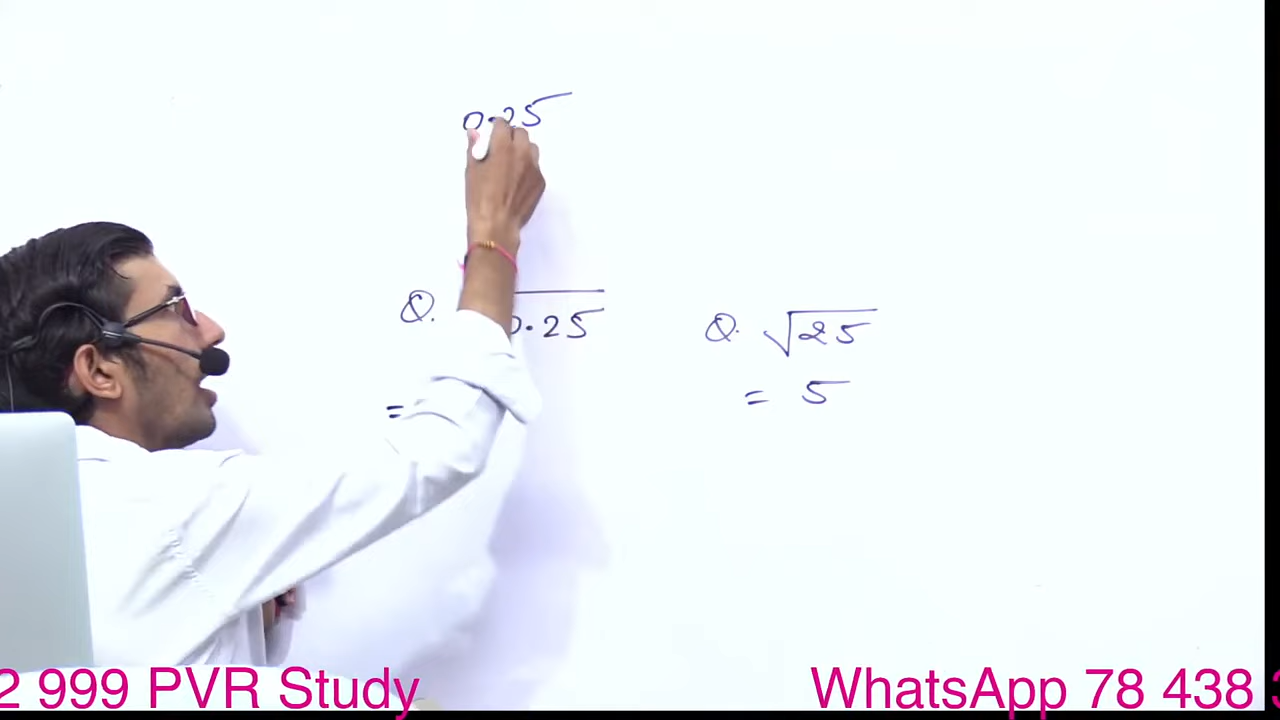 0.25
Q. 0.25
Q. √25
=
= 5
2 999 PVR Study
WhatsApp 78 438